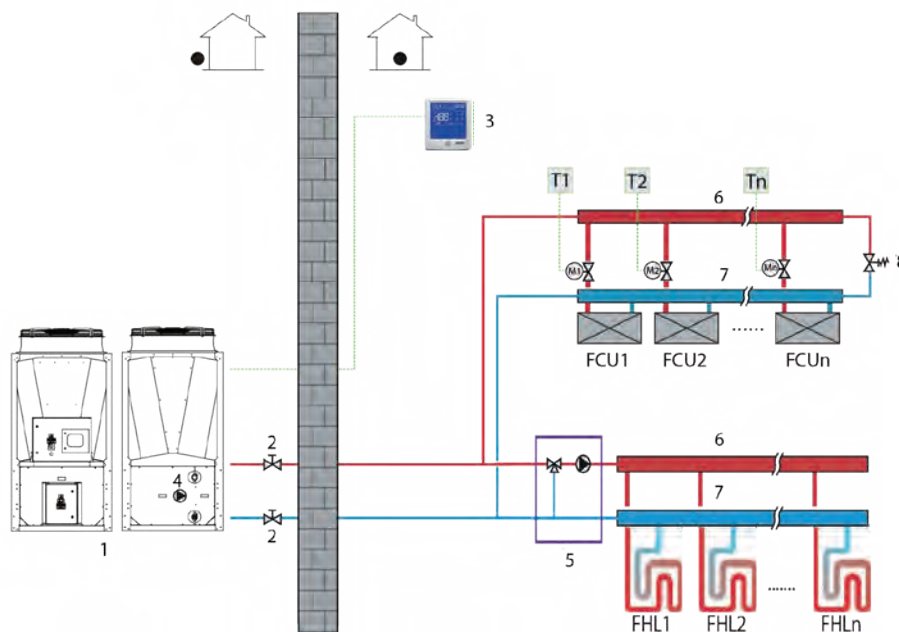 3
T1
T2
Tn
6
M1
M2
Mn
8
7
FCU1
FCU2
......
FCUn
2
4
6
7
2
1
5
FHL1
FHL2
.......
FHLn